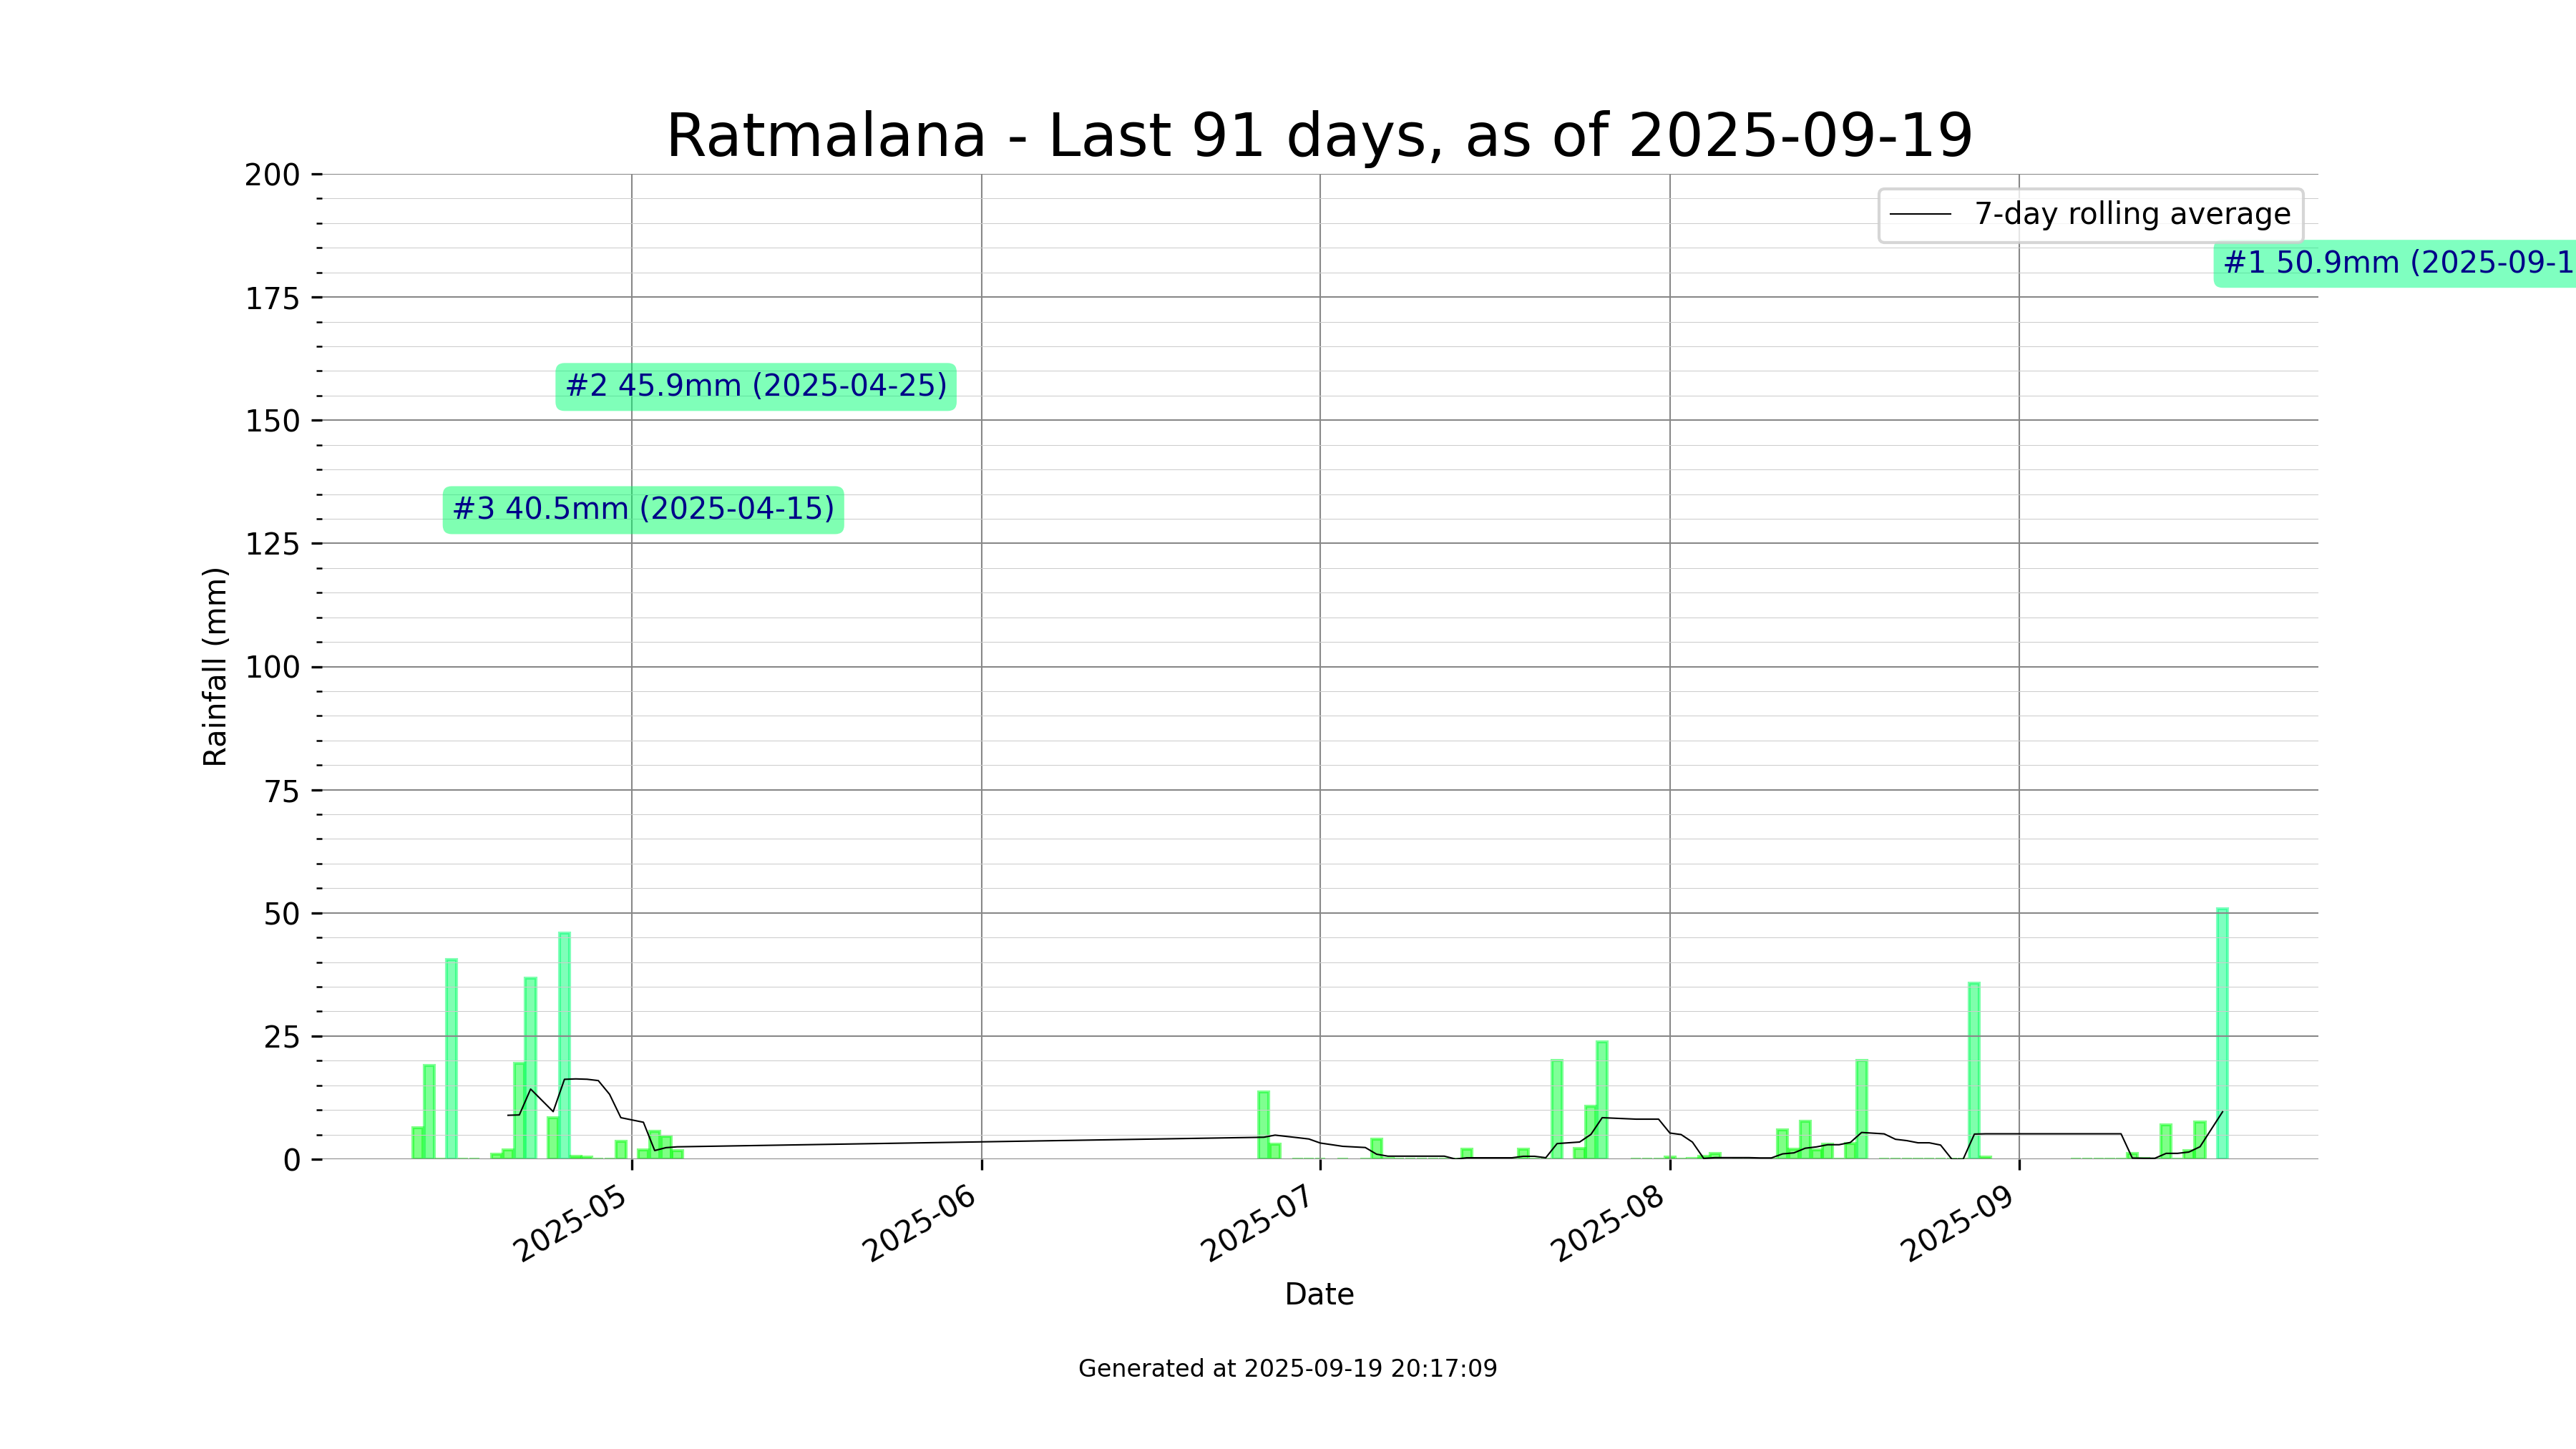 Ratmalana - Last 91 days, as of 2025-09-19
200
175
150
125
100
75
50
25
0
Rainfall (mm)
7-day rolling average
#1 50.9mm (2025-09-1
#2 45.9mm (2025-04-25)
#3 40.5mm (2025-04-15)
2025-05
2025-06
2025-07
2025-08
2025-09
Date
Generated at 2025-09-19 20:17:09